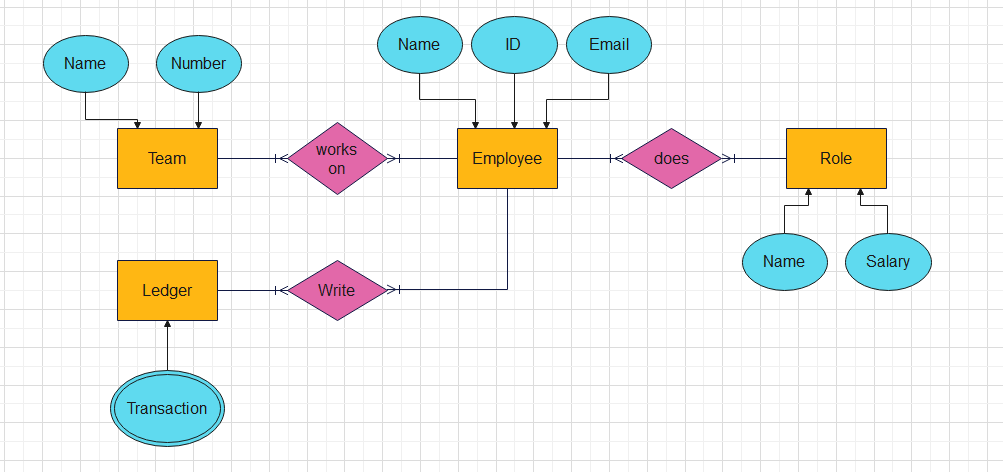 Name
Number
Name
ID
Email
Team
works
on
Employee
does
Role
Name
Salary
Ledger
Write
Transaction